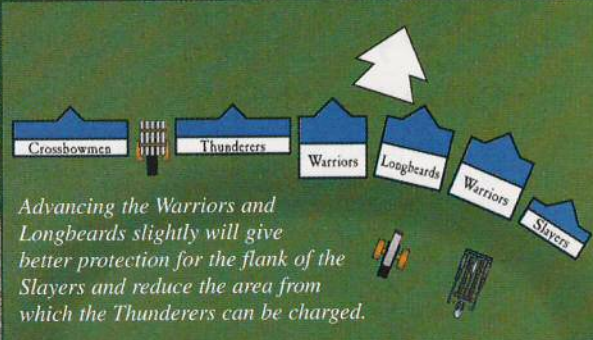 Crossbowmen
Thunderers
Warriors
Longbeards
Warriors
Slayers
Advancing the Warriors and
Longbeards slightly will give
better protection for the flank of the
Slayers and reduce the area from
which the Thunderers can be charged.